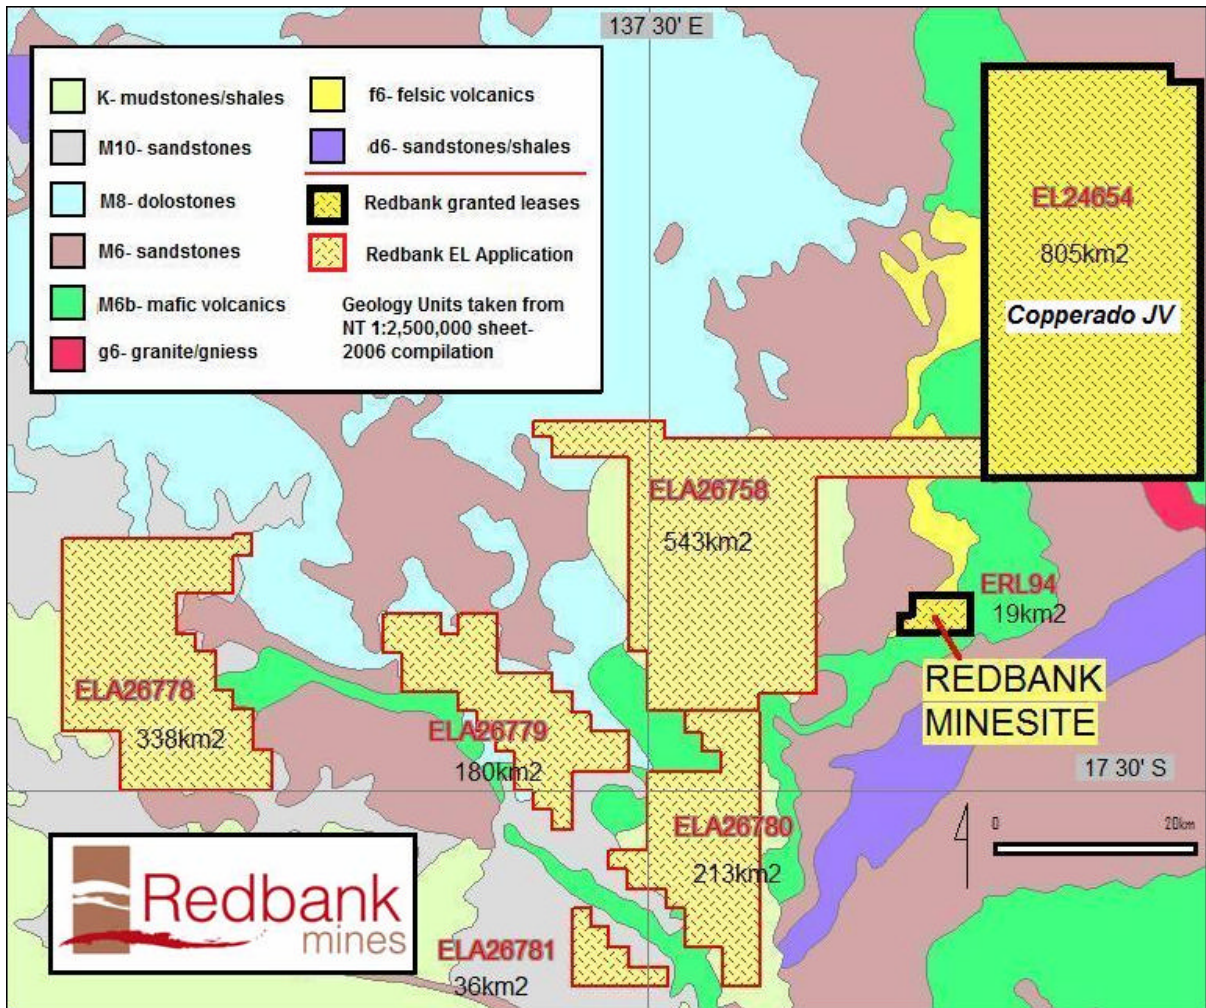 137 30' E
K- mudstones/shales
M10- sandstones
M8- dolostones
M6- sandstones
M6b- mafic volcanics
g6- granite/gniess
f6- felsic volcanics
d6- sandstones/shales
Redbank granted leases
Redbank EL Application
Geology Units taken from
NT 1:2,500,000 sheet-
2006 compilation
EL24654
805km2
Copperado JV
ELA26758
543km2
ERL94
19km2
REDBANK
MINESITE
ELA26778
338km2
ELA26779
180km2
17 30' S
ELA26780
213km2
0 20km
Redbank
mines
ELA26781
36km2